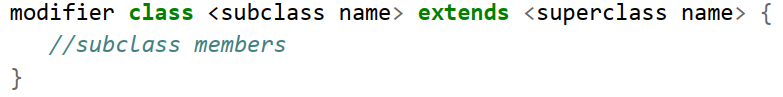 modifier class <subclass name> extends <superclass name> {
//subclass members
}